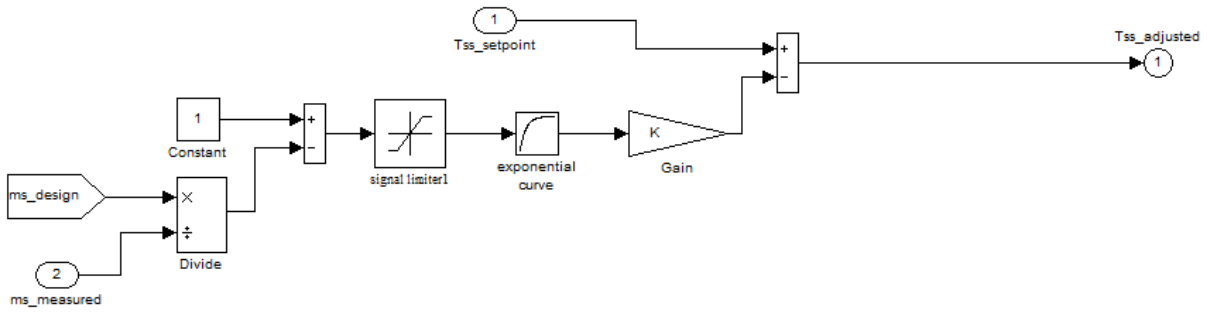 1
Tss_setpoint
+
−
Tss_adjusted
1
1
Constant
+
−
signal limiter1
exponential
curve
K
Gain
ms_design
×
÷
Divide
2
ms_measured